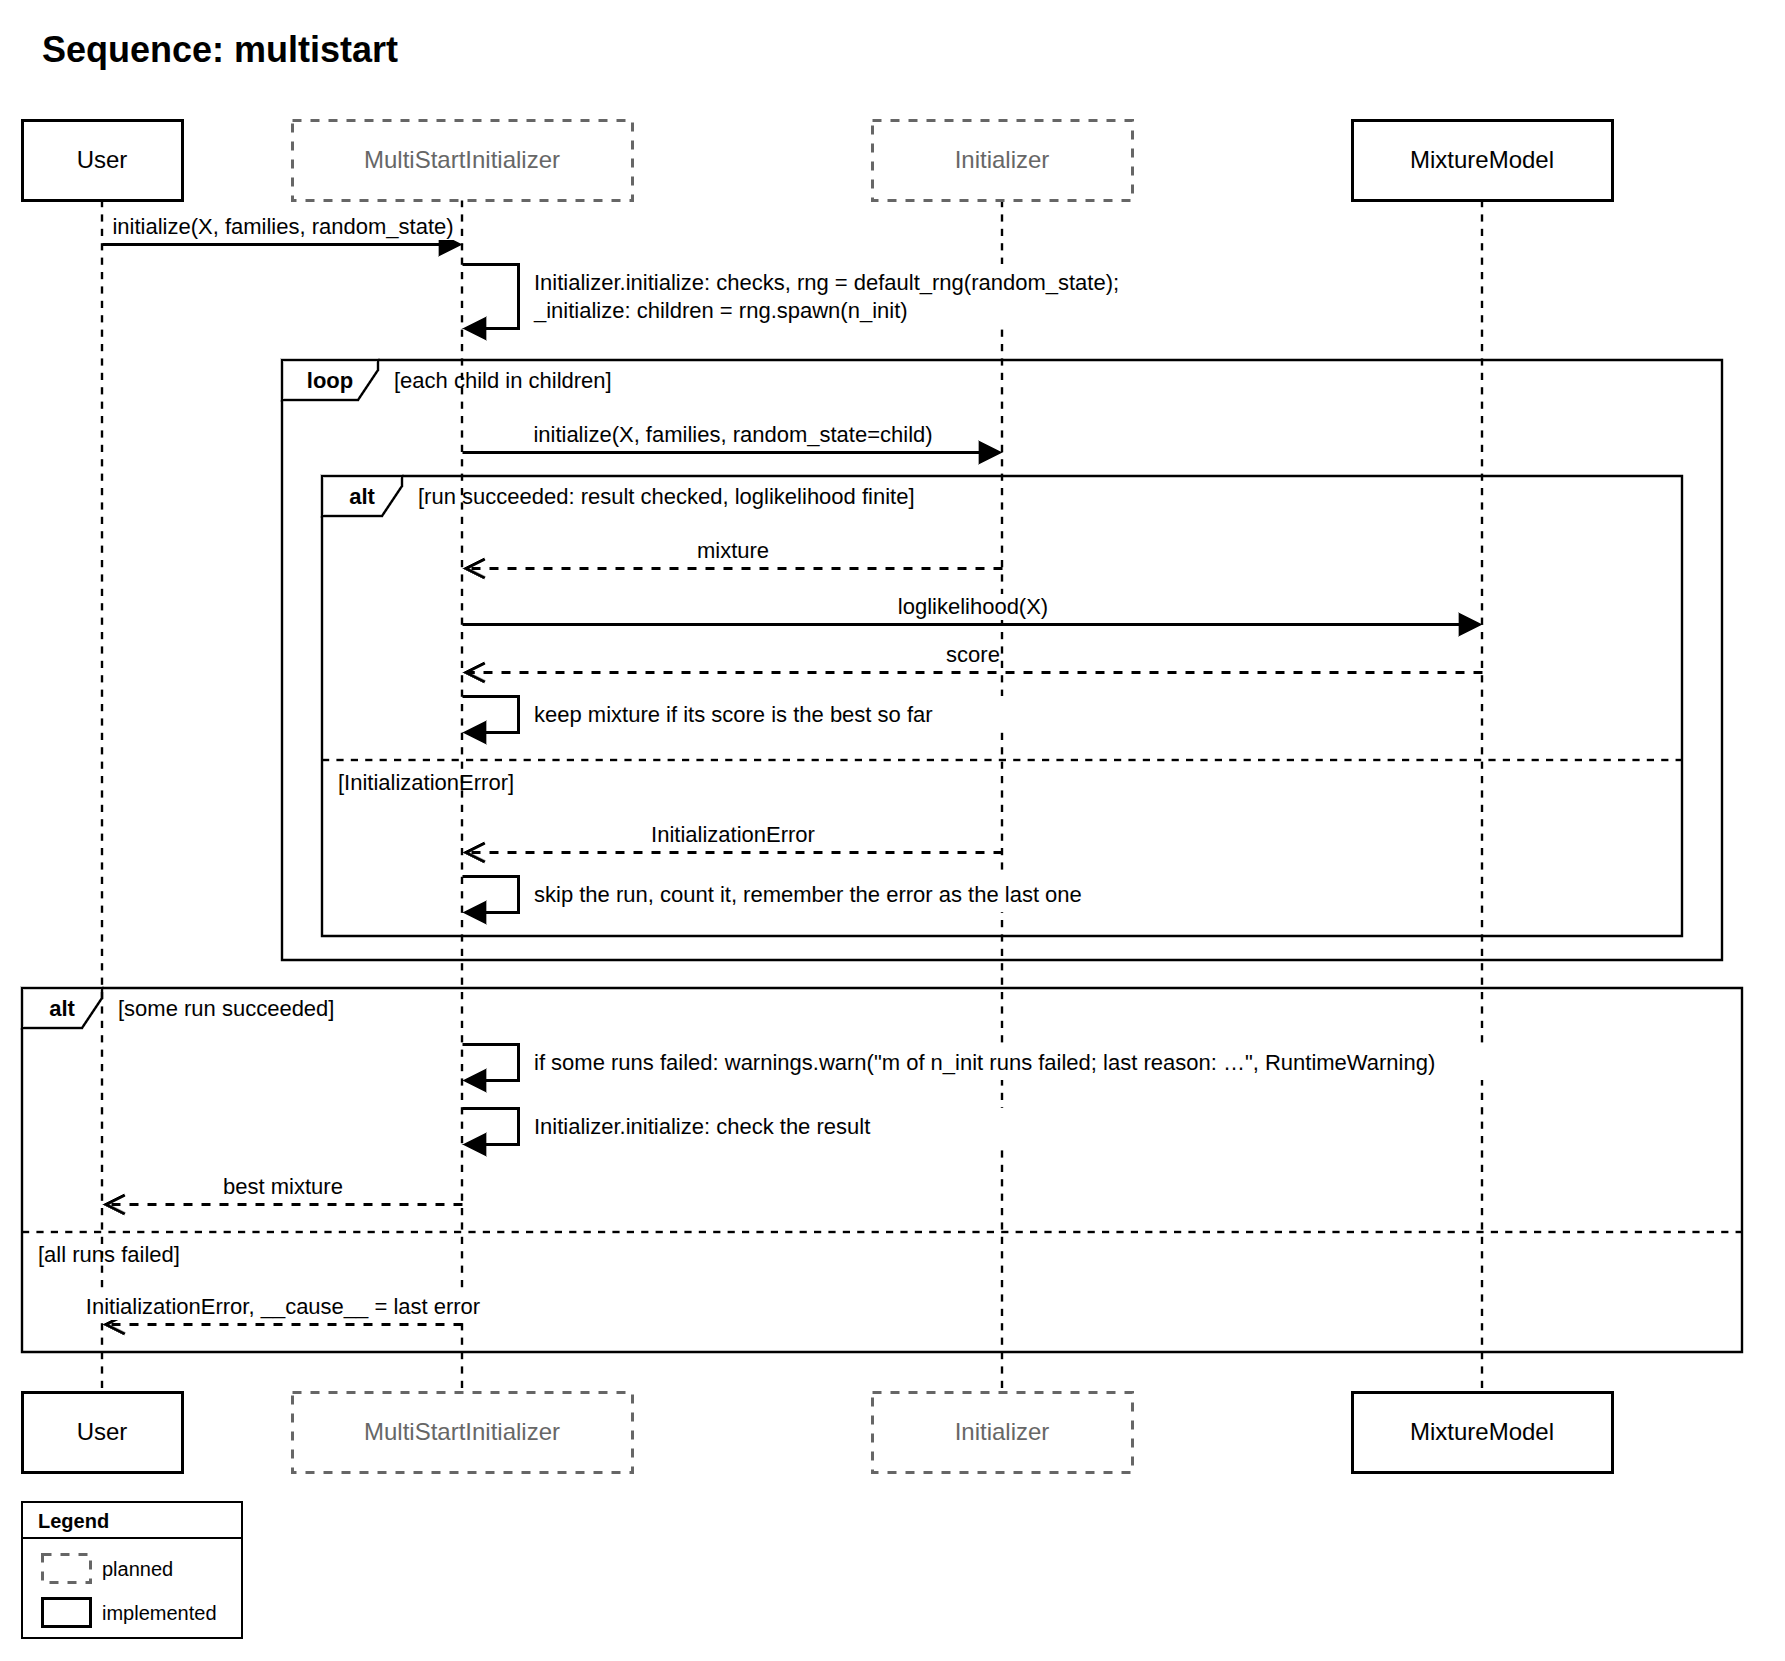 Sequence: multistart
User
MultiStartInitializer
Initializer
MixtureModel
initialize(X, families, random_state)
Initializer.initialize: checks, rng = default_rng(random_state);
_initialize: children = rng.spawn(n_init)
loop
[each child in children]
initialize(X, families, random_state=child)
alt
[run succeeded: result checked, loglikelihood finite]
mixture
loglikelihood(X)
score
keep mixture if its score is the best so far
[InitializationError]
InitializationError
skip the run, count it, remember the error as the last one
alt
[some run succeeded]
if some runs failed: warnings.warn("m of n_init runs failed; last reason: …", RuntimeWarning)
Initializer.initialize: check the result
best mixture
[all runs failed]
InitializationError, __cause__ = last error
User
MultiStartInitializer
Initializer
MixtureModel
Legend
planned
implemented